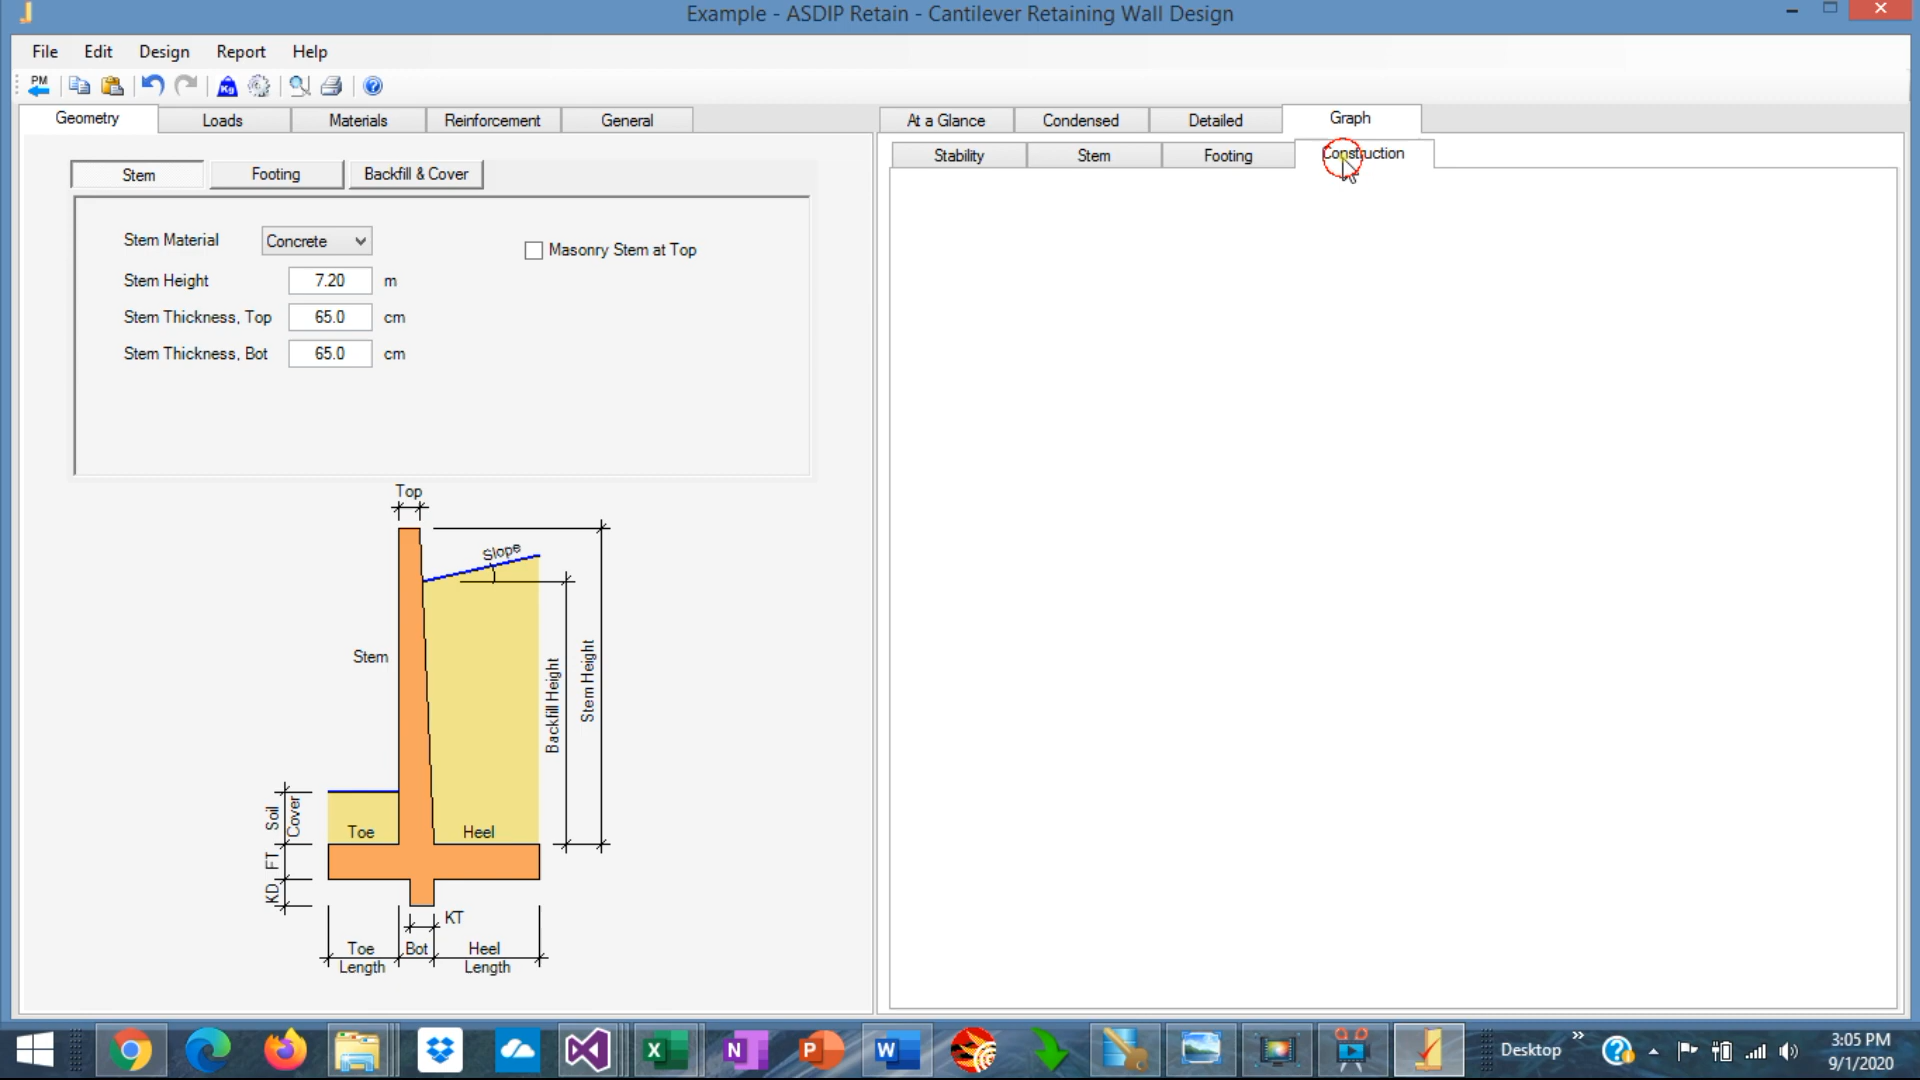 Example - ASDIP Retain - Cantilever Retaining Wall Design
File Edit Design Report Help
PM Kg
Geometry Loads Materials Reinforcement General
At a Glance Condensed Detailed Graph
Stability Stem Footing Construction
Stem Footing Backfill & Cover
Stem Material Concrete Masonry Stem at Top
Stem Height 7.20 m
Stem Thickness, Top 65.0 cm
Stem Thickness, Bot 65.0 cm
Top
Slope
Stem
Backfill Height
Stem Height
Soil
Cover
Toe Heel
FT
KD
KT
Toe Bot Heel
Length Length
Desktop
3:05 PM
9/1/2020